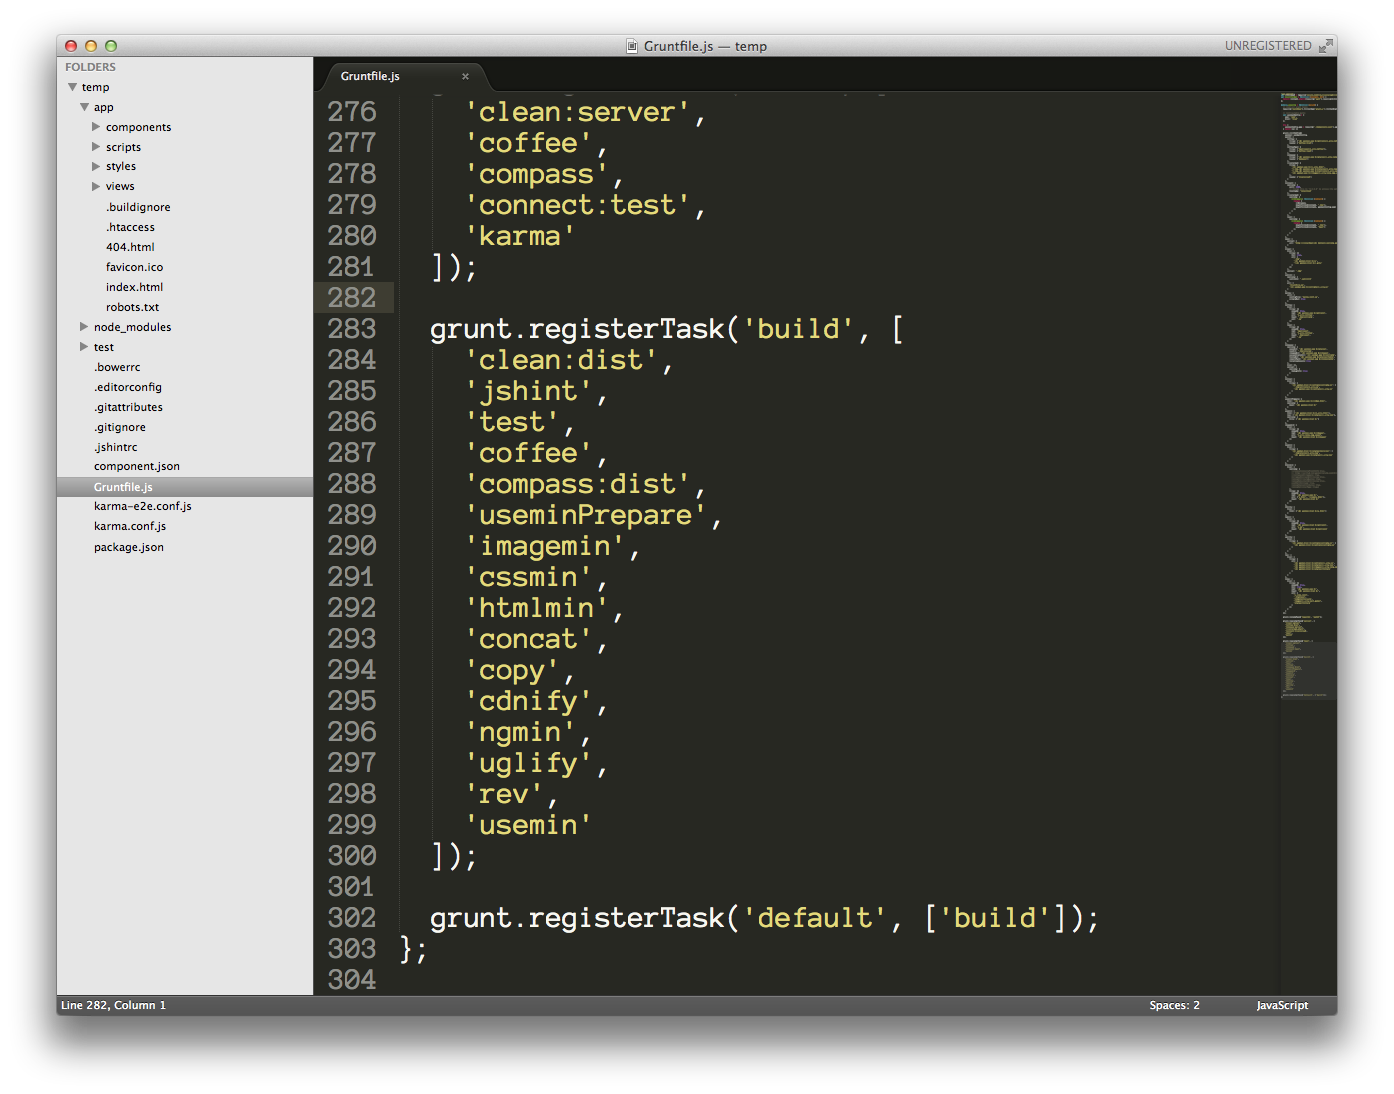 Gruntfile.js — temp
UNREGISTERED
FOLDERS
temp
app
components
scripts
styles
views
.buildignore
.htaccess
404.html
favicon.ico
index.html
robots.txt
node_modules
test
.bowerrc
.editorconfig
.gitattributes
.gitignore
.jshintrc
component.json
Gruntfile.js
karma-e2e.conf.js
karma.conf.js
package.json
Gruntfile.js ×
276 'clean:server',
277 'coffee',
278 'compass',
279 'connect:test',
280 'karma'
281 ]);
282
283 grunt.registerTask('build', [
284 'clean:dist',
285 'jshint',
286 'test',
287 'coffee',
288 'compass:dist',
289 'useminPrepare',
290 'imagemin',
291 'cssmin',
292 'htmlmin',
293 'concat',
294 'copy',
295 'cdnify',
296 'ngmin',
297 'uglify',
298 'rev',
299 'usemin'
300 ]);
301
302 grunt.registerTask('default', ['build']);
303 };
304
Line 282, Column 1
Spaces: 2
JavaScript